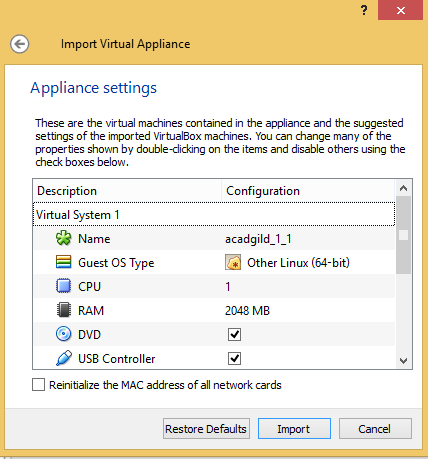 ?
Import Virtual Appliance
Appliance settings
These are the virtual machines contained in the appliance and the suggested
settings of the imported VirtualBox machines. You can change many of the
properties shown by double-clicking on the items and disable others using the
check boxes below.
Description Configuration
Virtual System 1
Name acadgild_1_1
Guest OS Type Other Linux (64-bit)
CPU 1
RAM 2048 MB
DVD
USB Controller
Reinitialize the MAC address of all network cards
Restore Defaults Import Cancel